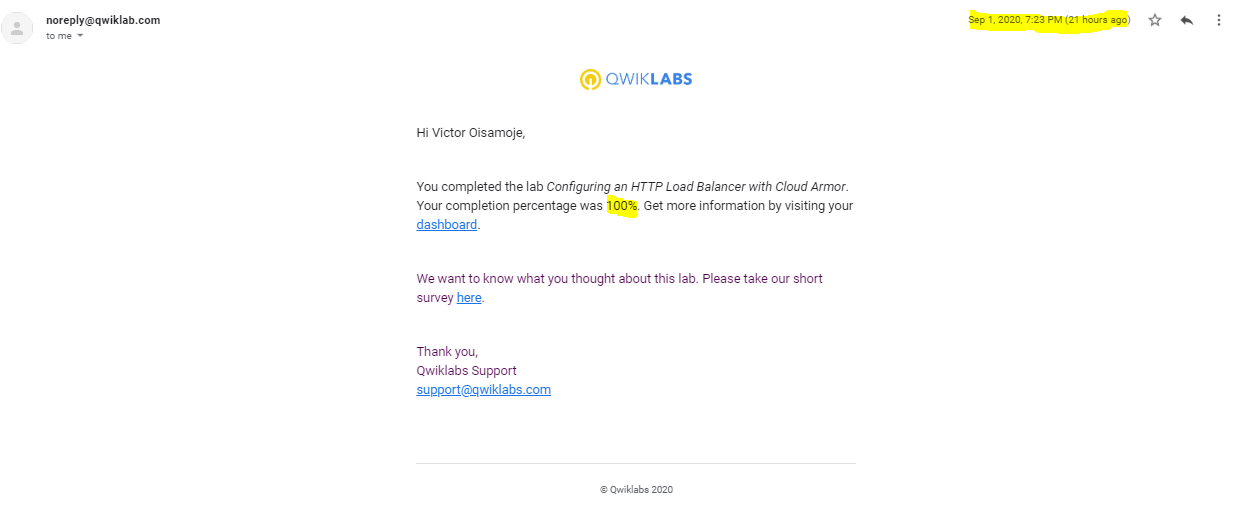 noreply@qwiklab.com
Sep 1, 2020, 7:23 PM (21 hours ago)
to me
QWIKLABS
Hi Victor Oisamoje,
You completed the lab Configuring an HTTP Load Balancer with Cloud Armor.
Your completion percentage was 100%. Get more information by visiting your
dashboard.
We want to know what you thought about this lab. Please take our short
survey here.
Thank you,
Qwiklabs Support
support@qwiklabs.com
© Qwiklabs 2020